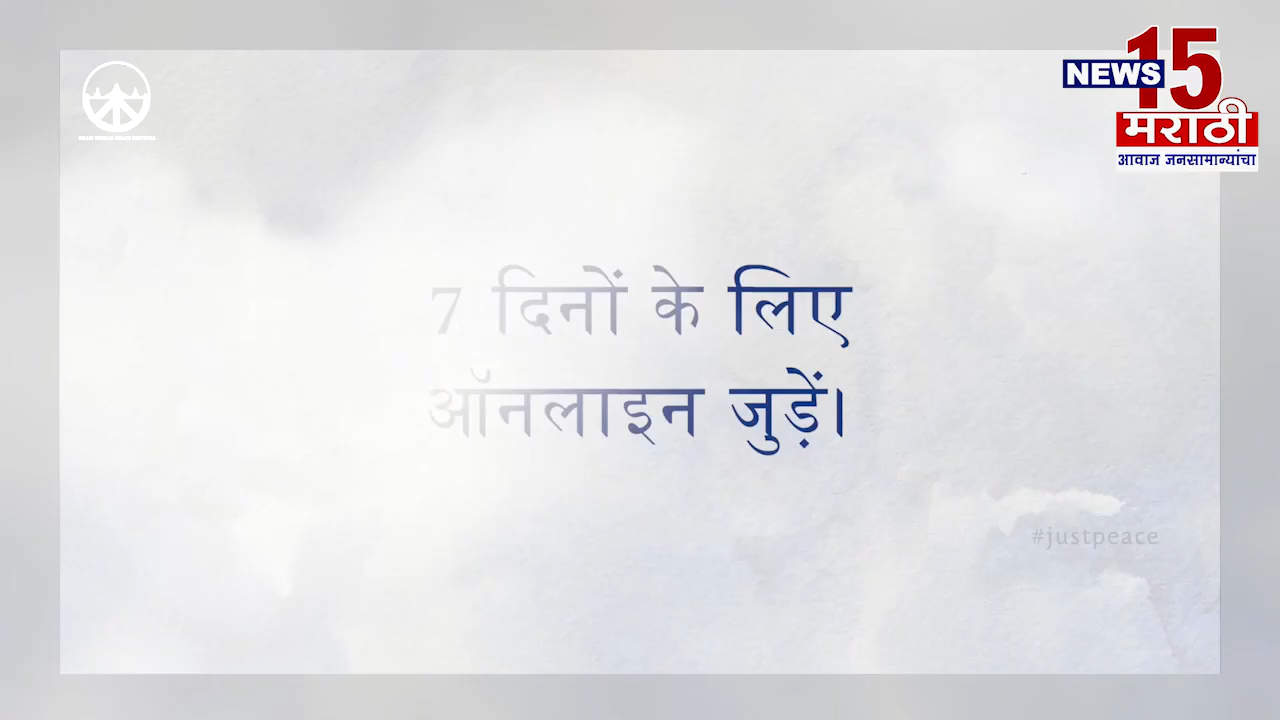 NEWS 15
मराठी
आवाज जनसामान्यांचा
7 दिनों के लिए
ऑनलाइन जुड़ें।
#justpeace